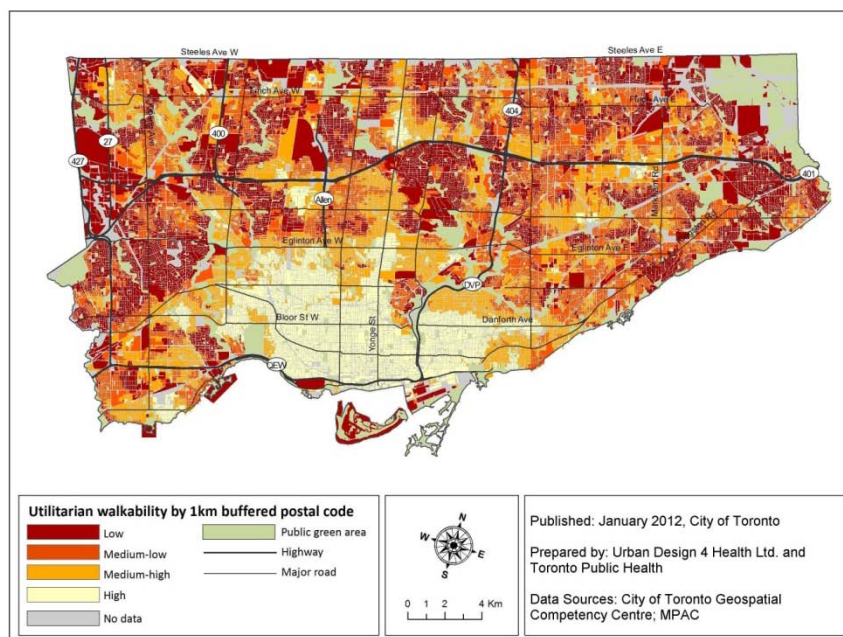 Steeles Ave W
Steeles Ave E
Finch Ave W
Finch Ave E
404
400
27
427
401
Allen
Eglinton Ave W
Eglinton Ave E
DVP
Bloor St W
Yonge St
Danforth Ave
QEW
Utilitarian walkability by 1km buffered postal code
Low
Medium-low
Medium-high
High
No data
Public green area
Highway
Major road
N
W
E
S
0 1 2 4 Km
Published: January 2012, City of Toronto
Prepared by: Urban Design 4 Health Ltd. and
Toronto Public Health
Data Sources: City of Toronto Geospatial
Competency Centre; MPAC